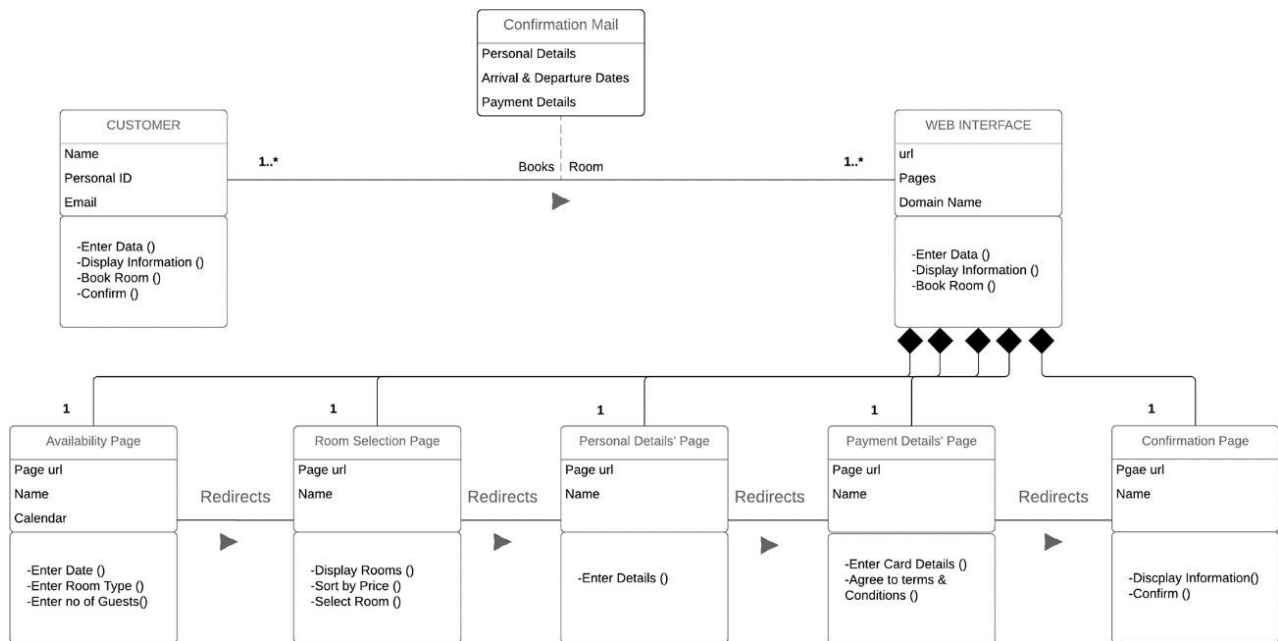 Confirmation Mail
Personal Details
Arrival & Departure Dates
Payment Details
CUSTOMER
Name
Personal ID
Email
-Enter Data ()
-Display Information ()
-Book Room ()
-Confirm ()
1..*
Books Room
1..*
WEB INTERFACE
url
Pages
Domain Name
-Enter Data ()
-Display Information ()
-Book Room ()
1
1
1
1
1
Availability Page
Page url
Name
Calendar
-Enter Date ()
-Enter Room Type ()
-Enter no of Guests()
Redirects
Room Selection Page
Page url
Name
-Display Rooms ()
-Sort by Price ()
-Select Room ()
Redirects
Personal Details' Page
Page url
Name
-Enter Details ()
Redirects
Payment Details' Page
Page url
Name
-Enter Card Details ()
-Agree to terms &
Conditions ()
Redirects
Confirmation Page
Pgae url
Name
-Discplay Information()
-Confirm ()